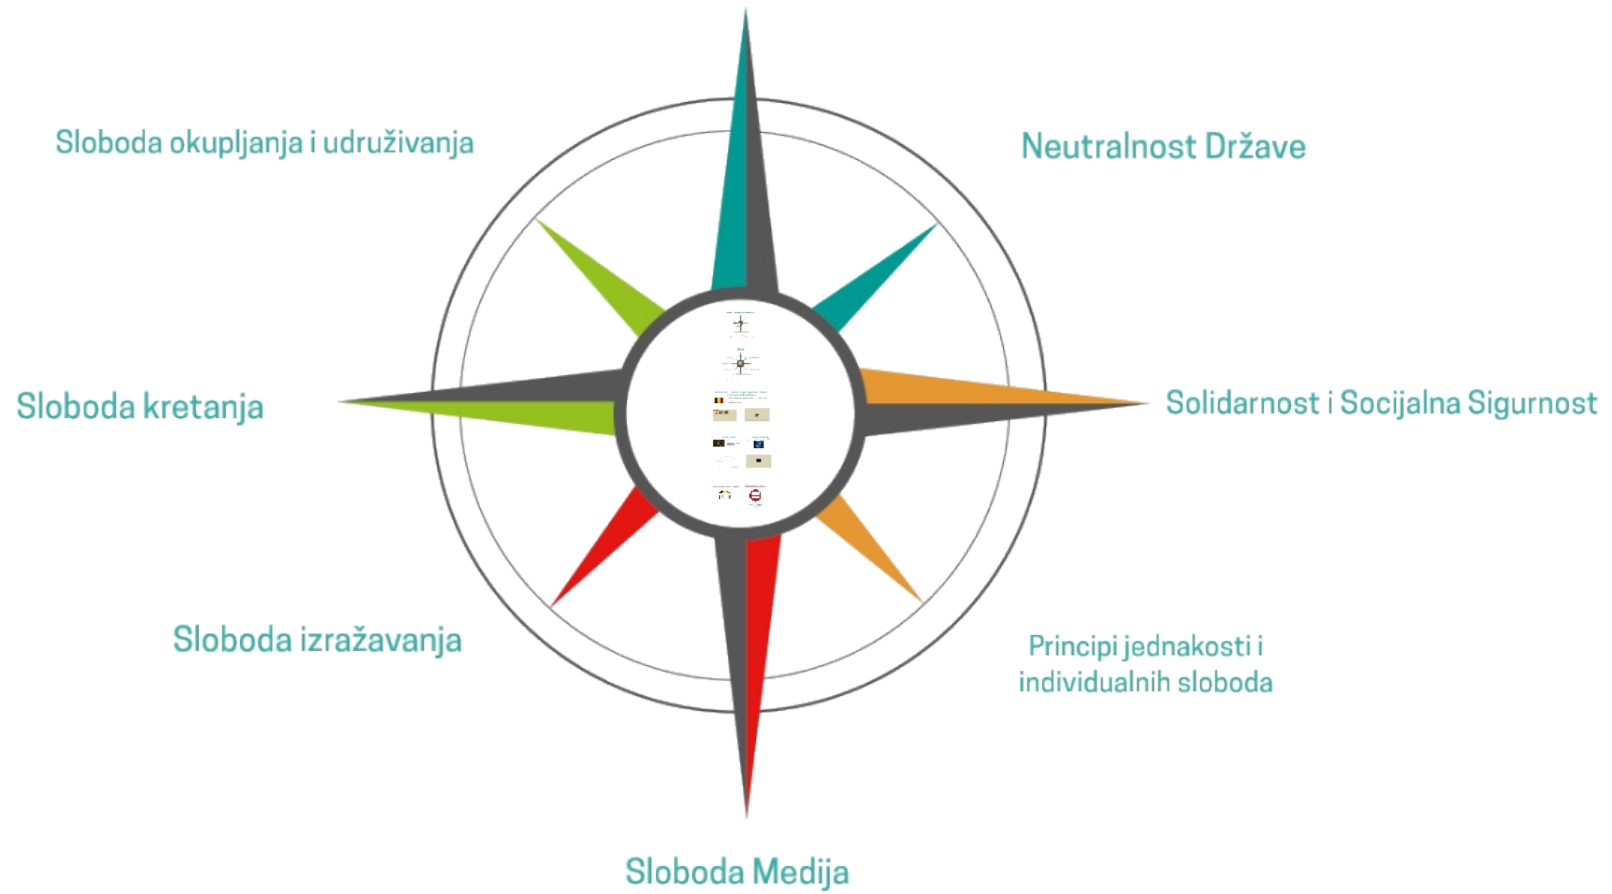 Sloboda okupljanja i udruživanja
Neutralnost Države
Sloboda kretanja
Solidarnost i Socijalna Sigurnost
Sloboda izražavanja
Principi jednakosti i
individualnih sloboda
Sloboda Medija